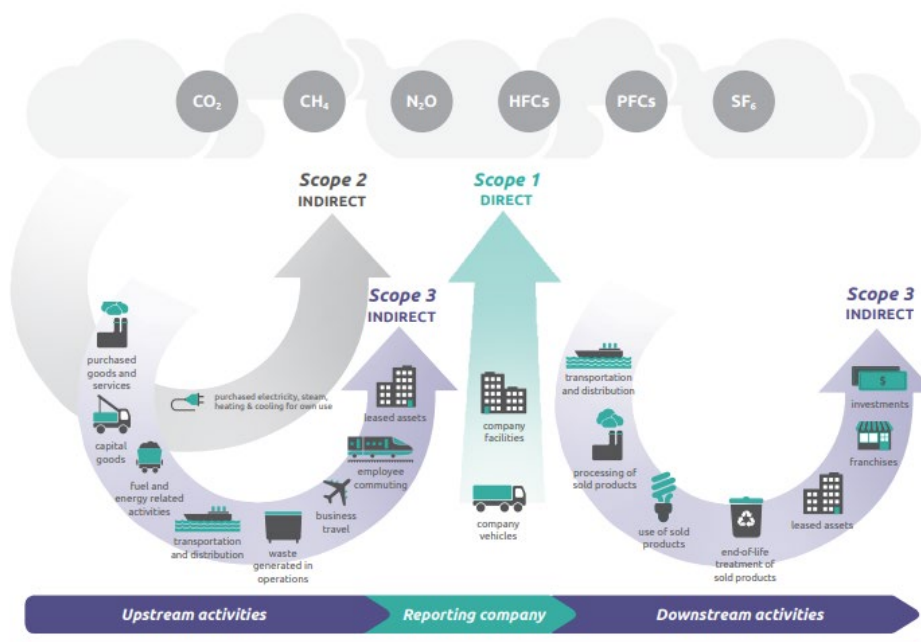 CO₂
CH₄
N₂O
HFCs
PFCs
SF₆
Scope 2
INDIRECT
Scope 1
DIRECT
Scope 3
INDIRECT
Scope 3
INDIRECT
purchased
goods and
services
capital
goods
fuel and
energy related
activities
transportation
and distribution
waste
generated in
operations
business
travel
employee
commuting
leased assets
purchased electricity, steam,
heating & cooling for own use
company
facilities
company
vehicles
transportation
and distribution
processing of
sold products
use of sold
products
end-of-life
treatment of
sold products
leased assets
franchises
$
investments
Upstream activities
Reporting company
Downstream activities